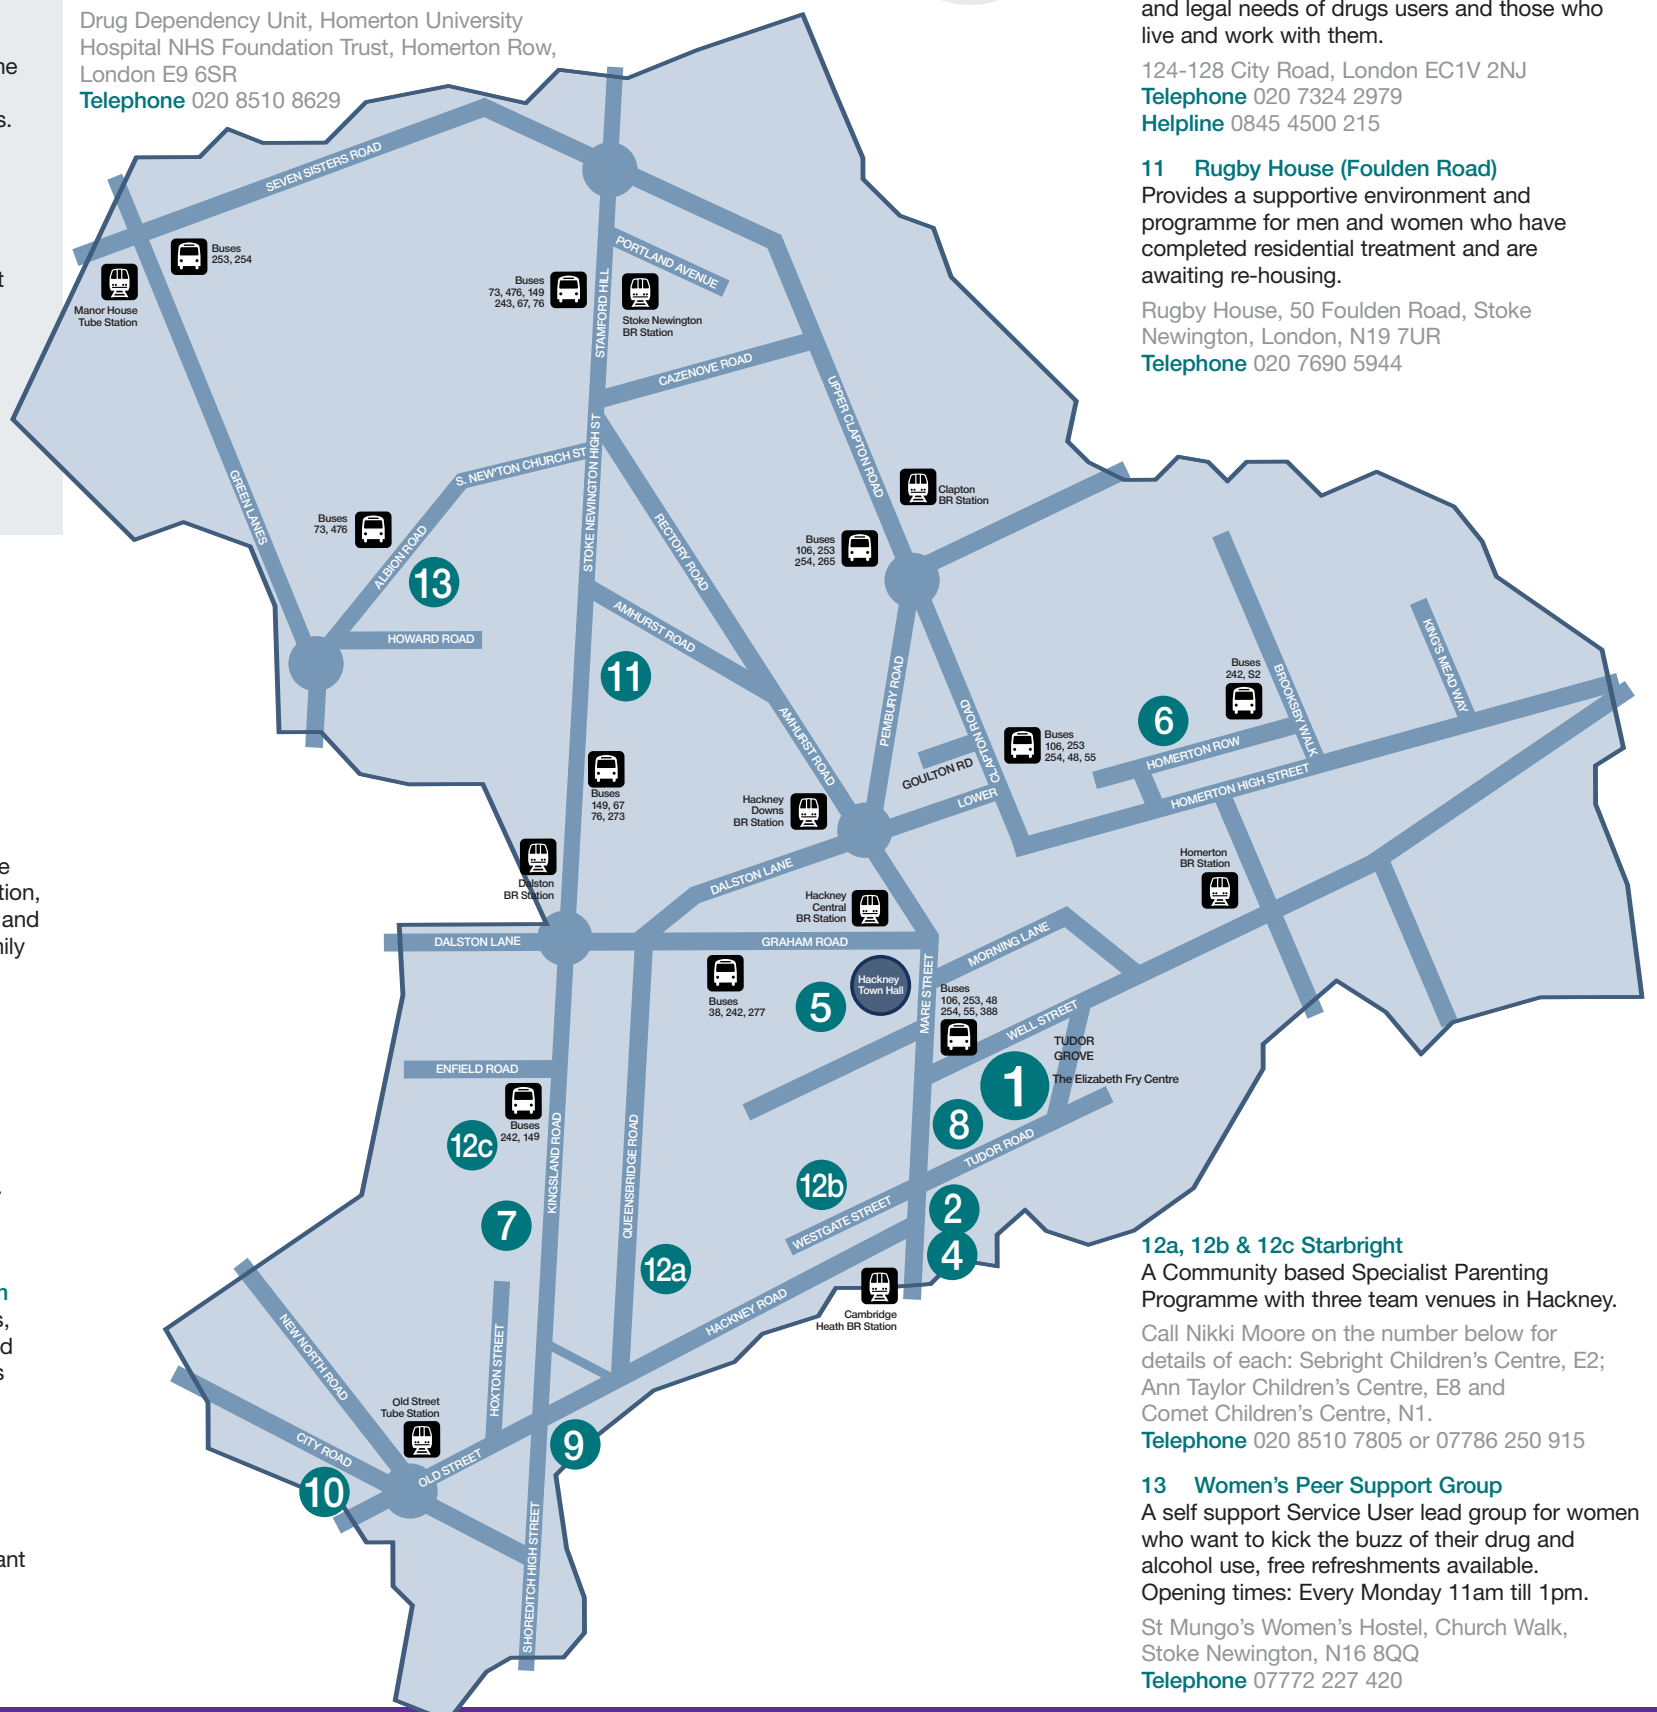 Drug Dependency Unit, Homerton University
Hospital NHS Foundation Trust, Homerton Row,
London E9 6SR
Telephone 020 8510 8629
s.
t
e
tion,
and
nily
s,
d
s
ant
and legal needs of drugs users and those who
live and work with them.
124-128 City Road, London EC1V 2NJ
Telephone 020 7324 2979
Helpline 0845 4500 215
11 Rugby House (Foulden Road)
Provides a supportive environment and
programme for men and women who have
completed residential treatment and are
awaiting re-housing.
Rugby House, 50 Foulden Road, Stoke
Newington, London, N19 7UR
Telephone 020 7690 5944
SEVEN SISTERS ROAD
Buses
253, 254
Manor House
Tube Station
PORTLAND AVENUE
Buses
73, 476, 149
243, 67, 76
STAMFORD HILL
Stoke Newington
BR Station
CAZENOVE ROAD
UPPER CLAPTON ROAD
GREEN LANES
S. NEW'TON CHURCH ST
STOKE NEWINGTON HIGH ST
RECTORY ROAD
Clapton
BR Station
Buses
73, 476
ALBION ROAD
13
Buses
106, 253
254, 265
HOWARD ROAD
AMHURST ROAD
11
AMHURST ROAD
PEMBURY ROAD
CLAPTON ROAD
LOWER
GOULTON RD
Buses
106, 253
254, 48, 55
6
Buses
242, S2
BROOKSBY WALK
KING'S MEAD WAY
HOMERTON ROW
HOMERTON HIGH STREET
Buses
149, 67
76, 273
Hackney
Downs
BR Station
Dalston
BR Station
DALSTON LANE
Homerton
BR Station
Hackney
Central
BR Station
DALSTON LANE
GRAHAM ROAD
MORNING LANE
Buses
38, 242, 277
5
Hackney
Town Hall
MARE STREET
Buses
106, 253, 48
254, 55, 388
WELL STREET
TUDOR
GROVE
1
The Elizabeth Fry Centre
ENFIELD ROAD
Buses
242, 149
12c
KINGSLAND ROAD
QUEENSBRIDGE ROAD
8
TUDOR ROAD
12b
WESTGATE STREET
2
4
7
12a
HACKNEY ROAD
Cambridge
Heath BR Station
NEW NORTH ROAD
HOXTON STREET
Old Street
Tube Station
CITY ROAD
10
OLD STREET
9
SHOREDITCH HIGH STREET
12a, 12b & 12c Starbright
A Community based Specialist Parenting
Programme with three team venues in Hackney.
Call Nikki Moore on the number below for
details of each: Sebright Children's Centre, E2;
Ann Taylor Children's Centre, E8 and
Comet Children's Centre, N1.
Telephone 020 8510 7805 or 07786 250 915
13 Women's Peer Support Group
A self support Service User lead group for women
who want to kick the buzz of their drug and
alcohol use, free refreshments available.
Opening times: Every Monday 11am till 1pm.
St Mungo's Women's Hostel, Church Walk,
Stoke Newington, N16 8QQ
Telephone 07772 227 420